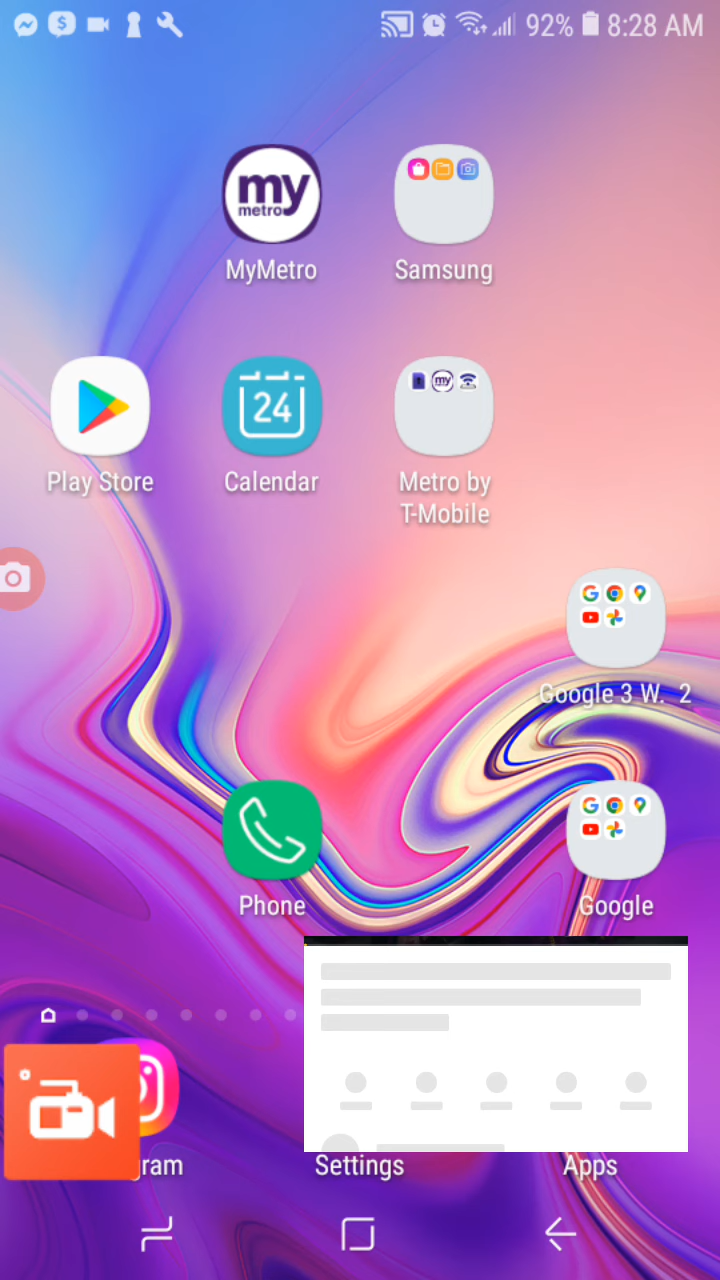 92% 8:28 AM
my
metro
MyMetro
Samsung
24
my
Play Store
Calendar
Metro by
T-Mobile
Google 3 W. 2
Phone
Google
gram
Settings
Apps